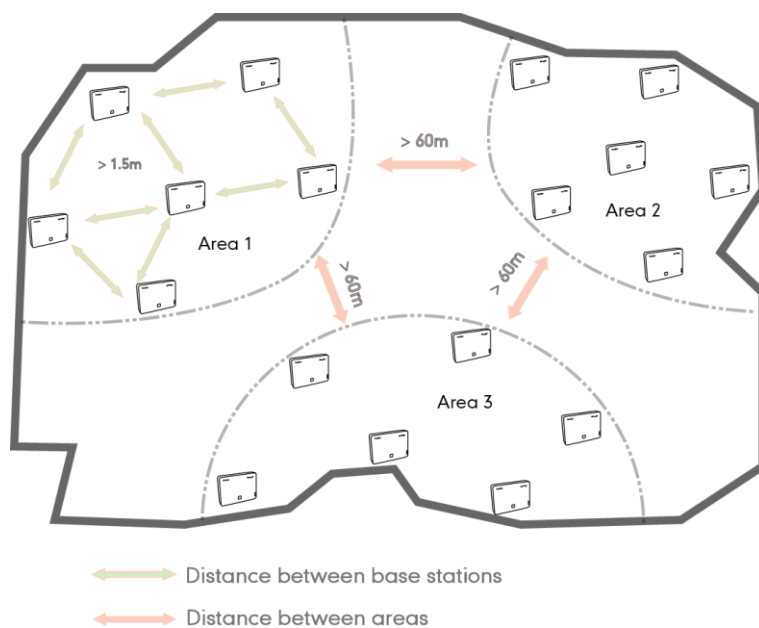 > 60m
> 1.5m
Area 1
Area 2
> 60m
> 60m
Area 3
Distance between base stations
Distance between areas